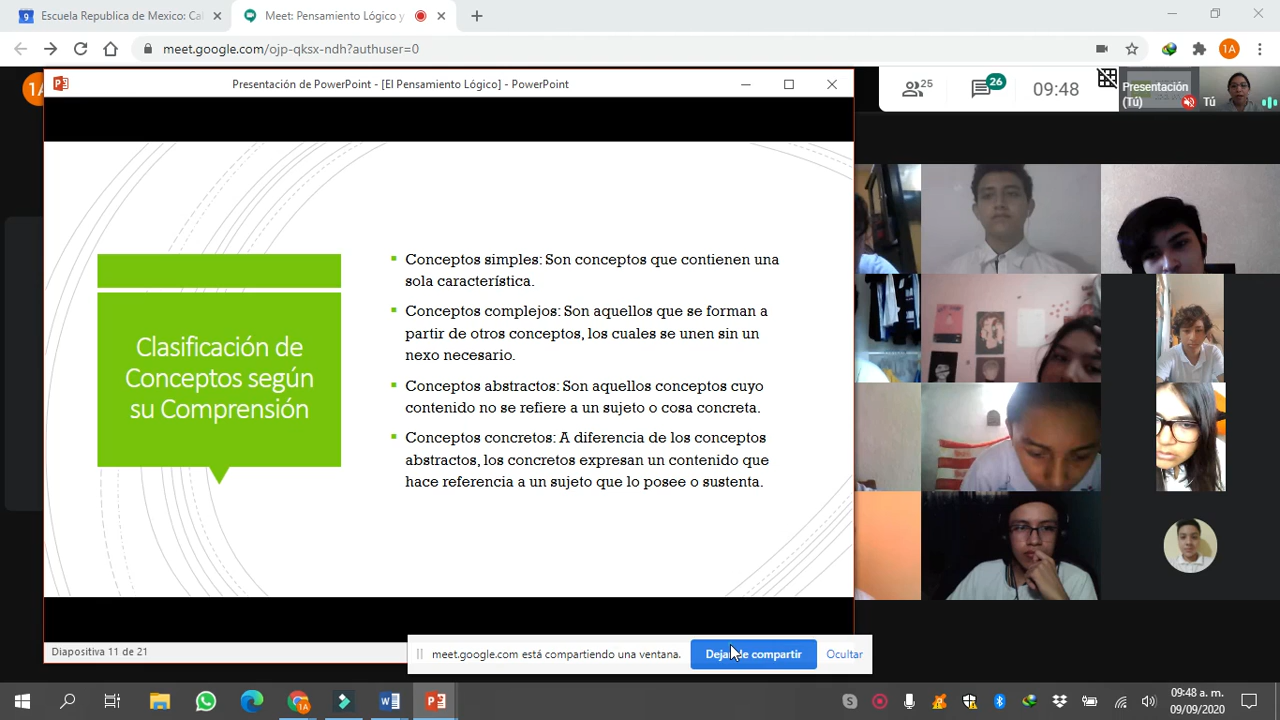 Escuela Republica de Mexico: Cal
Meet: Pensamiento Lógico y
meet.google.com/ojp-qksx-ndh?authuser=0
1A
1A
Presentación de PowerPoint - [El Pensamiento Lógico] - PowerPoint
25
26
09:48
Presentación
(Tú)
Tú
Clasificación de
Conceptos según
su Comprensión
Conceptos simples: Son conceptos que contienen una
sola característica.
Conceptos complejos: Son aquellos que se forman a
partir de otros conceptos, los cuales se unen sin un
nexo necesario.
Conceptos abstractos: Son aquellos conceptos cuyo
contenido no se refiere a un sujeto o cosa concreta.
Conceptos concretos: A diferencia de los conceptos
abstractos, los concretos expresan un contenido que
hace referencia a un sujeto que lo posee o sustenta.
Diapositiva 11 de 21
meet.google.com está compartiendo una ventana.
Dejar de compartir
Ocultar
09:48 a. m.
09/09/2020